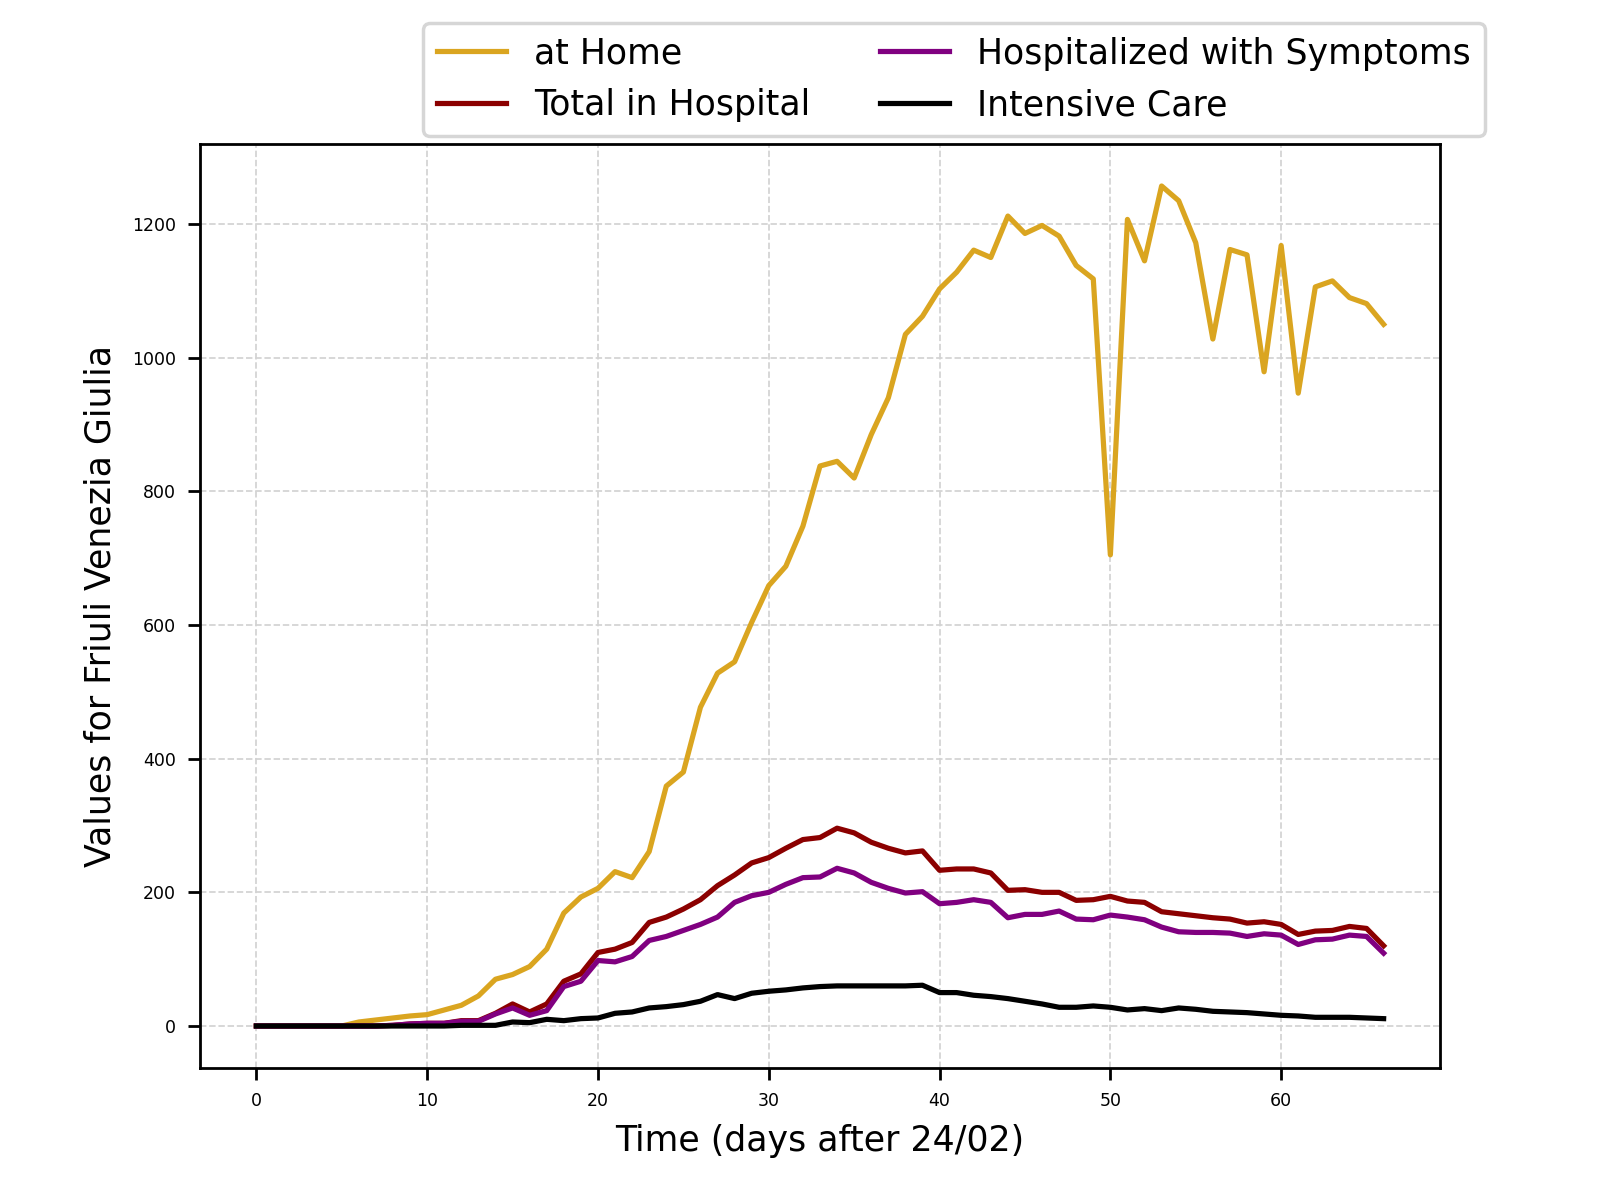 at Home
Hospitalized with Symptoms
Total in Hospital
Intensive Care
Values for Friuli Venezia Giulia
1200
1000
800
600
400
200
0
0 10 20 30 40 50 60
Time (days after 24/02)